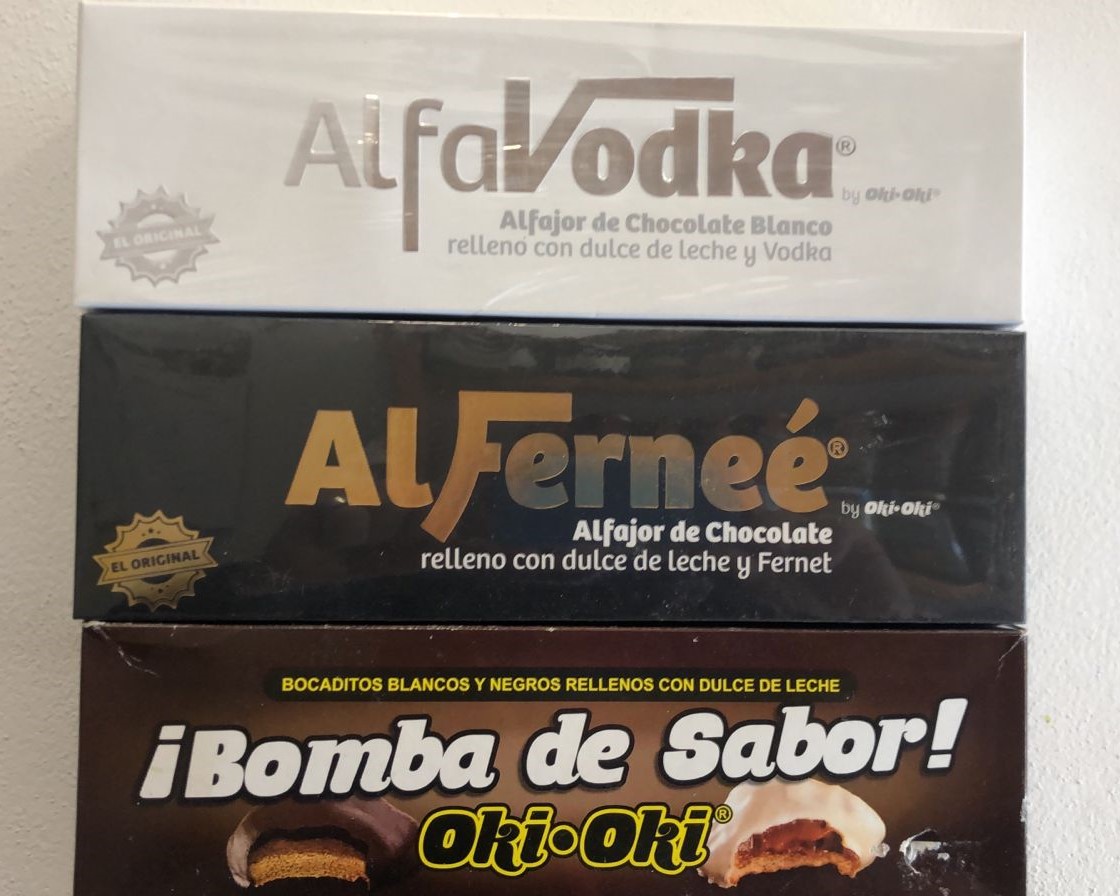 AlfaVodka®
by Oki•Oki®
Alfajor de Chocolate Blanco
relleno con dulce de leche y Vodka
EL ORIGINAL
AlFerneé®
by Oki•Oki®
Alfajor de Chocolate
relleno con dulce de leche y Fernet
EL ORIGINAL
BOCADITOS BLANCOS Y NEGROS RELLENOS CON DULCE DE LECHE
¡Bomba de Sabor!
Oki•Oki®